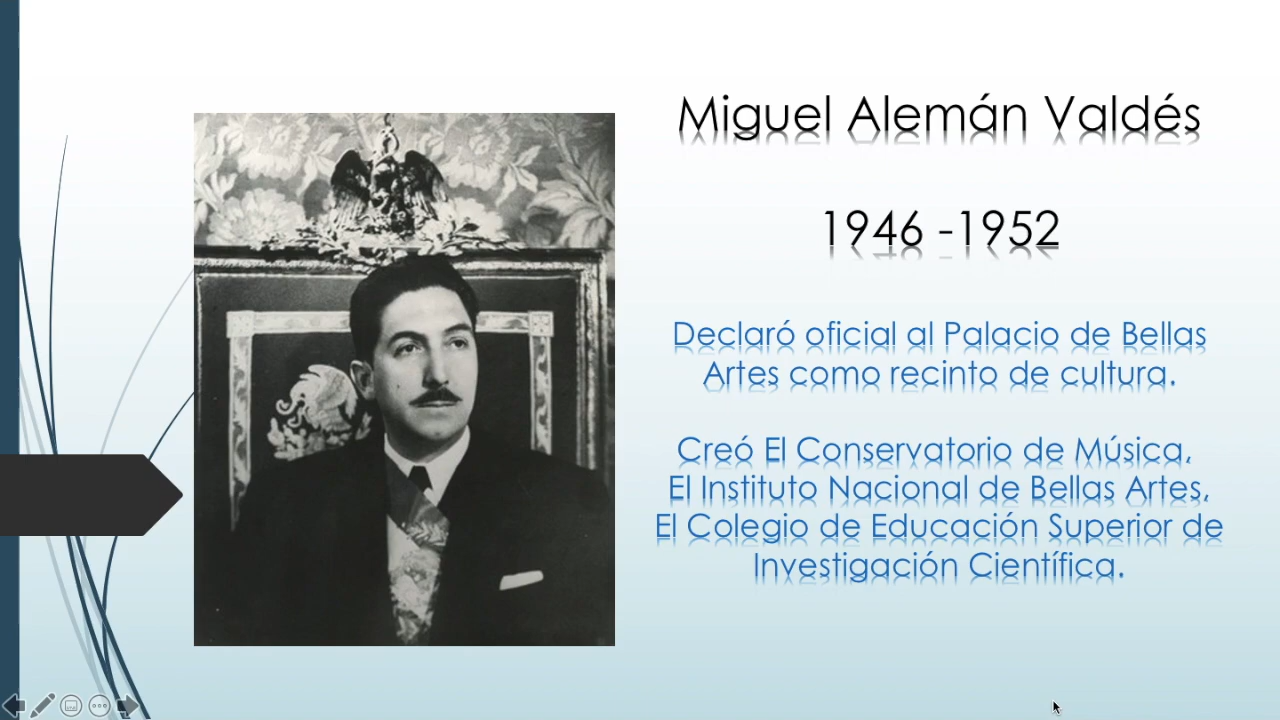 Miguel Alemán Valdés
1946 -1952
Declaró oficial al Palacio de Bellas
Artes como recinto de cultura.
Creó El Conservatorio de Música,
El Instituto Nacional de Bellas Artes,
El Colegio de Educación Superior de
Investigación Científica.